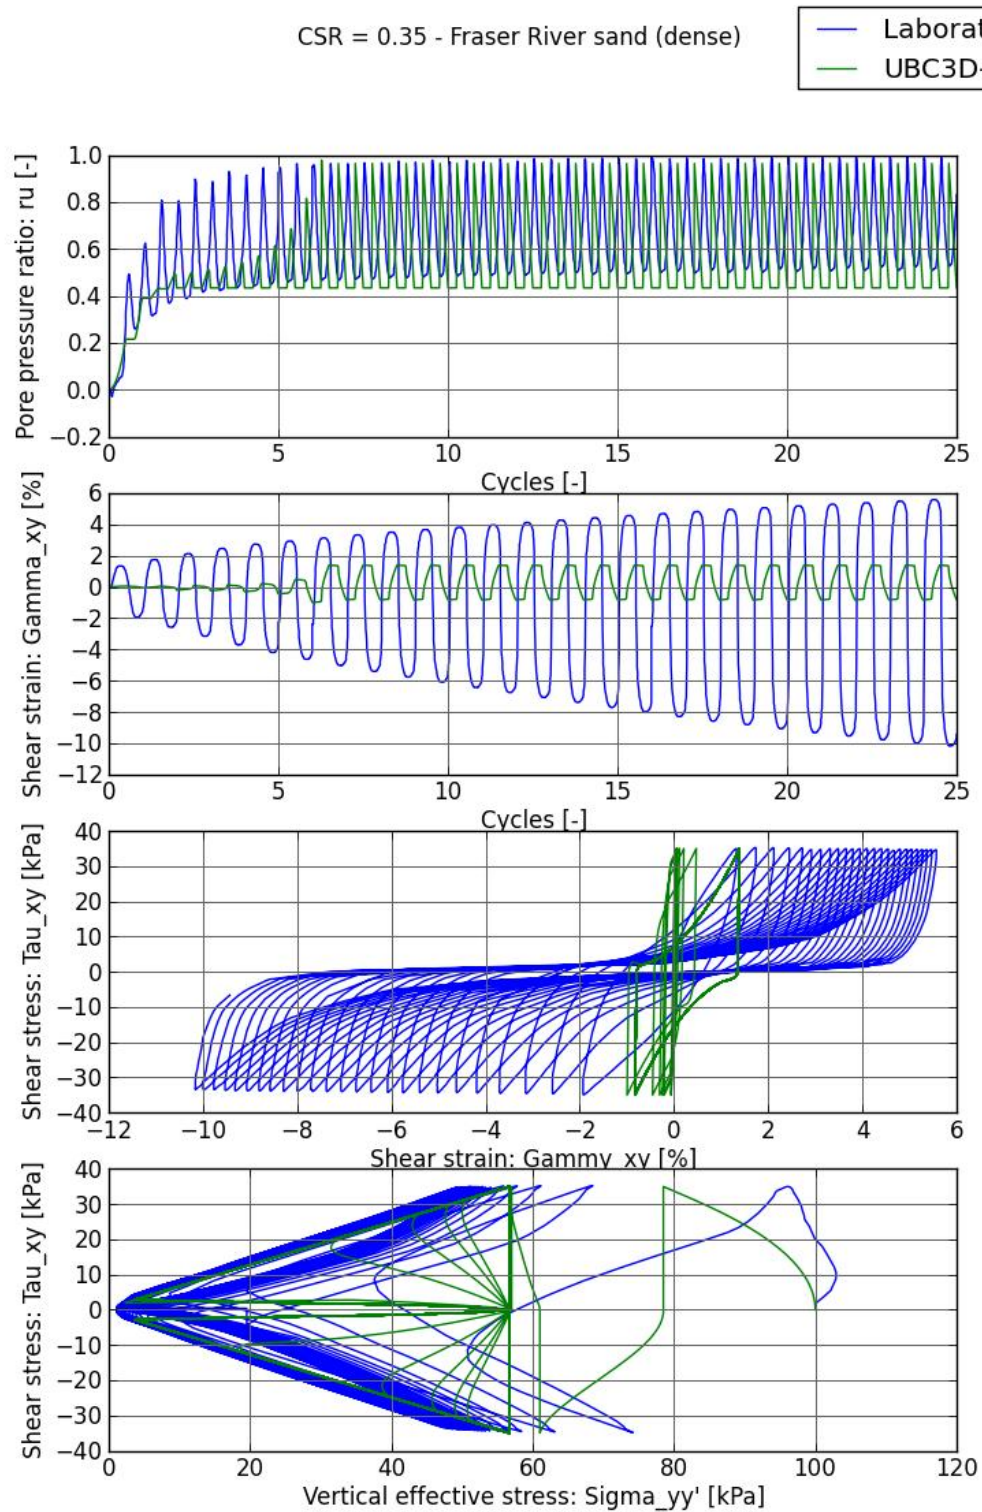 CSR = 0.35 - Fraser River sand (dense)
Laborat
UBC3D-
Pore pressure ratio: ru [-]
1.0
0.8
0.6
0.4
0.2
0.0
−0.2
0 5 10 15 20 25
Cycles [-]
Shear strain: Gamma_xy [%]
6
4
2
0
−2
−4
−6
−8
−10
−12
0 5 10 15 20 25
Cycles [-]
Shear stress: Tau_xy [kPa]
40
30
20
10
0
−10
−20
−30
−40
−12 −10 −8 −6 −4 −2 0 2 4 6
Shear strain: Gammy_xy [%]
Shear stress: Tau_xy [kPa]
40
30
20
10
0
−10
−20
−30
−40
0 20 40 60 80 100 120
Vertical effective stress: Sigma_yy' [kPa]